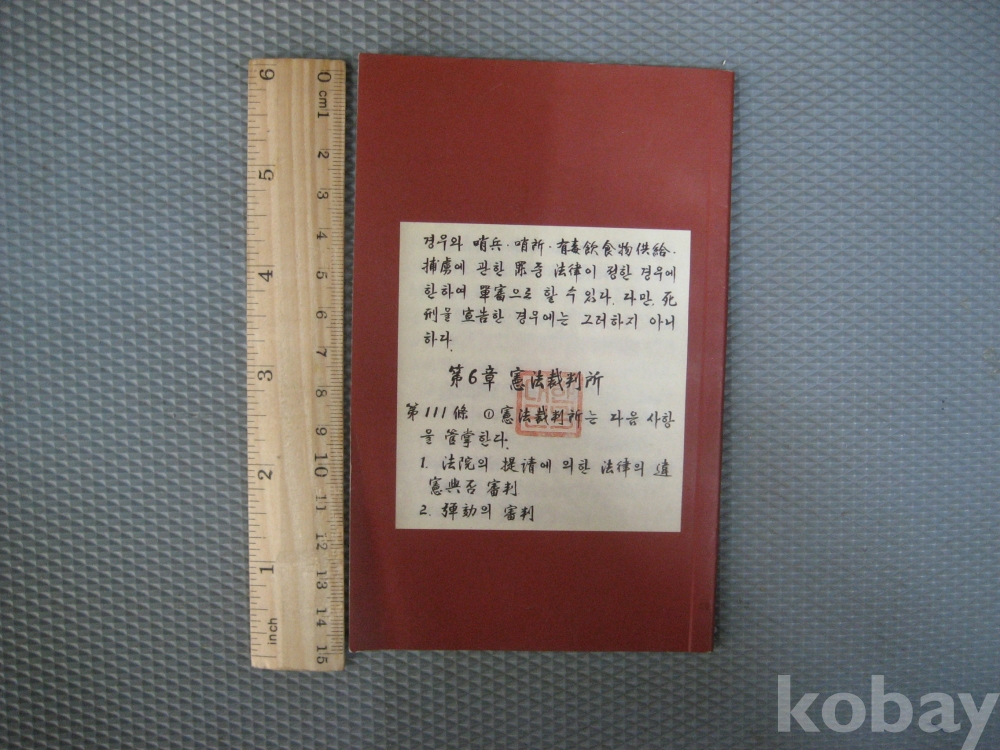 경우와 哨兵·哨所·有毒飮食物供給·
捕虜에 관한 罪중 法律이 정한 경우에
한하여 單審으로 할 수 있다. 다만, 死
刑을 宣告한 경우에는 그러하지 아니
하다.
第6章 憲法裁判所
第111條 ① 憲法裁判所는 다음 사항
을 管掌한다.
1. 法院의 提請에 의한 法律의 違
憲與否 審判
2. 彈劾의 審判
0 cm 1 2 3 4 5 6 7 8 9 10 11 12 13 14 15
6 5 4 3 2 1 inch
kobay